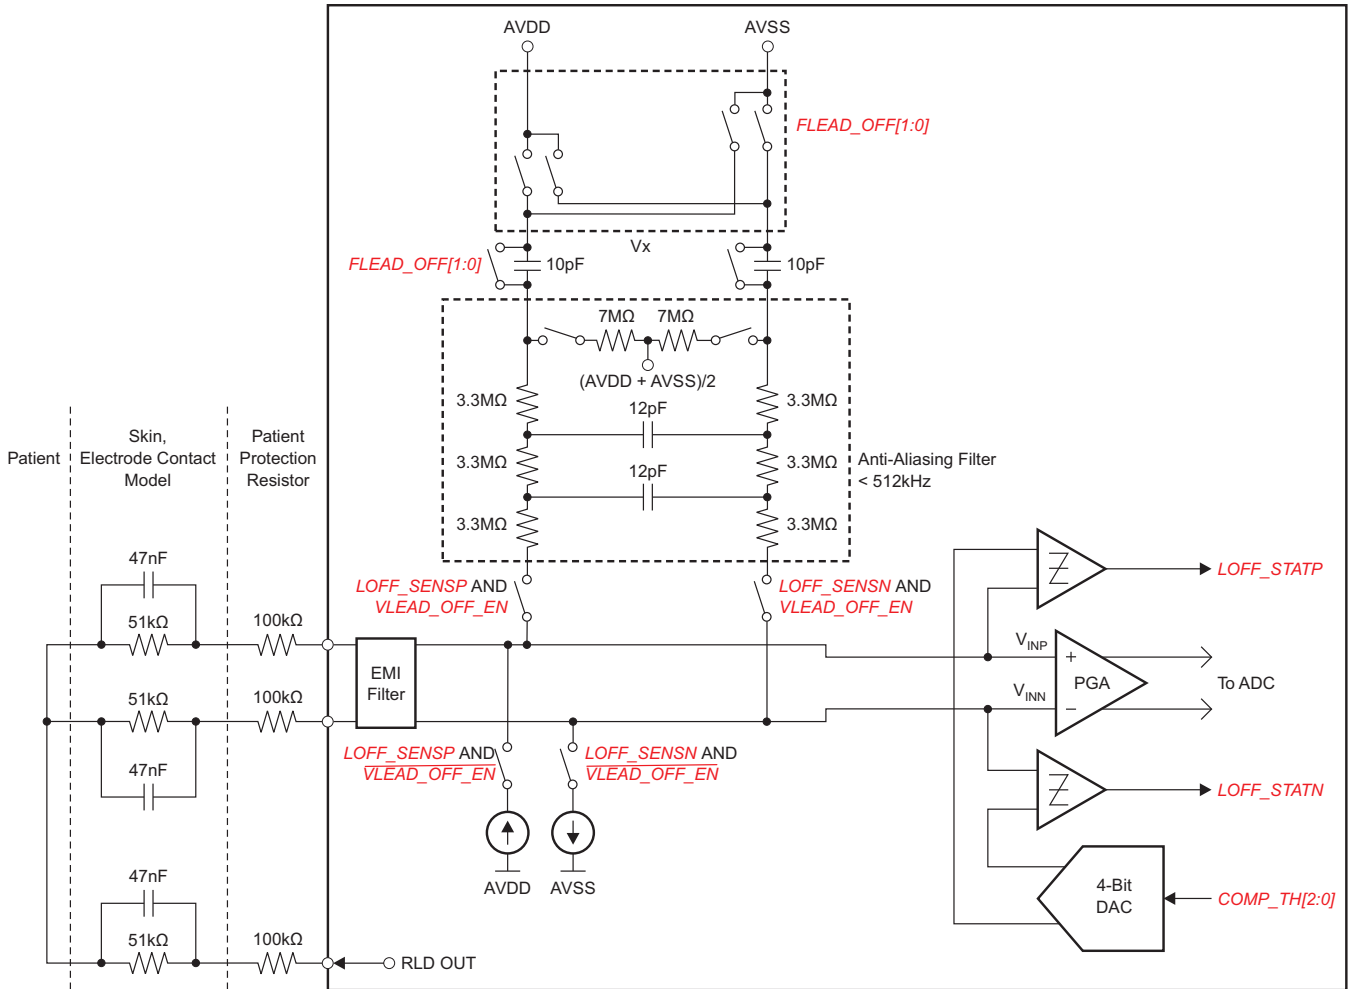 AVDD
AVSS
FLEAD_OFF[1:0]
Vx
FLEAD_OFF[1:0]
10pF
10pF
7MΩ
7MΩ
(AVDD + AVSS)/2
3.3MΩ
12pF
3.3MΩ
3.3MΩ
12pF
3.3MΩ
Anti-Aliasing Filter
< 512kHz
3.3MΩ
3.3MΩ
Patient
Skin,
Electrode Contact
Model
Patient
Protection
Resistor
47nF
51kΩ
100kΩ
51kΩ
100kΩ
47nF
47nF
51kΩ
100kΩ
LOFF_SENSP AND
VLEAD_OFF_EN
LOFF_SENSN AND
VLEAD_OFF_EN
EMI
Filter
LOFF_SENSP AND
VLEAD_OFF_EN
LOFF_SENSN AND
VLEAD_OFF_EN
AVDD
AVSS
RLD OUT
LOFF_STATP
VINP
+
PGA
To ADC
VINN
−
LOFF_STATN
4-Bit
DAC
COMP_TH[2:0]